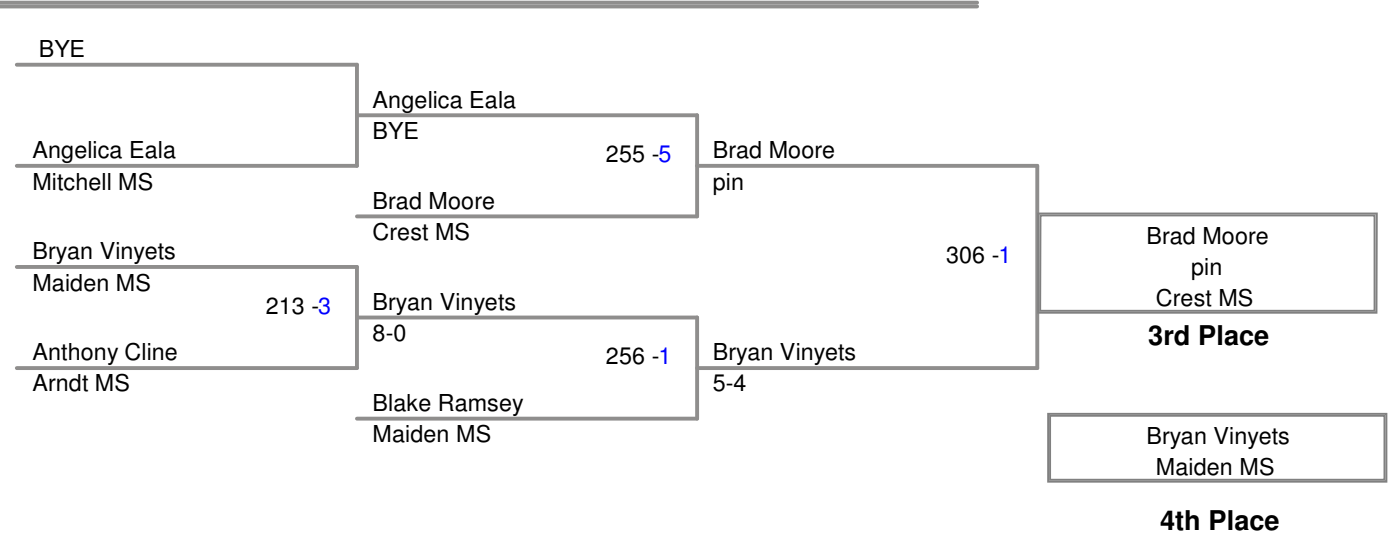 BYE
Angelica Eala
Mitchell MS
Bryan Vinyets
Maiden MS
213 -3
Anthony Cline
Arndt MS
Angelica Eala
BYE
255 -5
Brad Moore
Crest MS
Bryan Vinyets
8-0
256 -1
Blake Ramsey
Maiden MS
Brad Moore
pin
306 -1
Bryan Vinyets
5-4
Brad Moore
pin
Crest MS
3rd Place
Bryan Vinyets
Maiden MS
4th Place